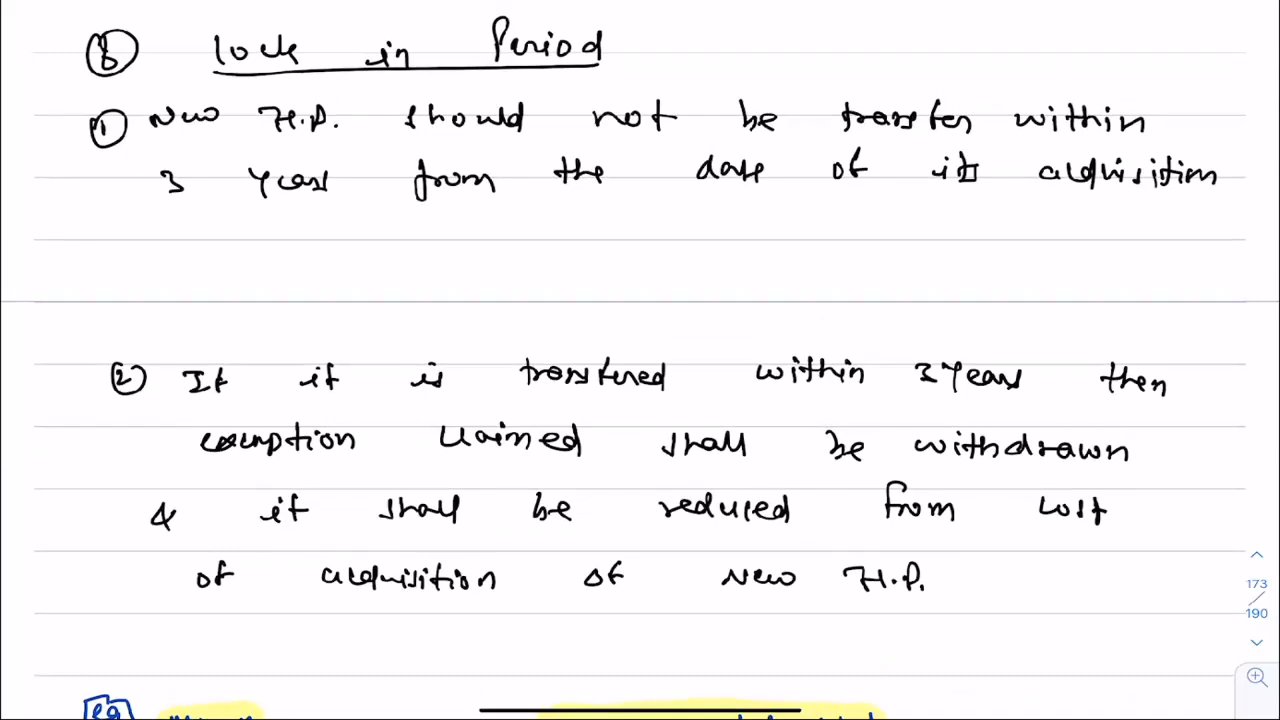 ⑧ Lock in Period
① New H.P. should not be transfer within
3 Years from the date of its acquisition
② If it is transfered within 3 Years then
exemption claimed shall be withdrawn
& it shall be reduced from cost
of acquisition of New H.P.
173
190
eg